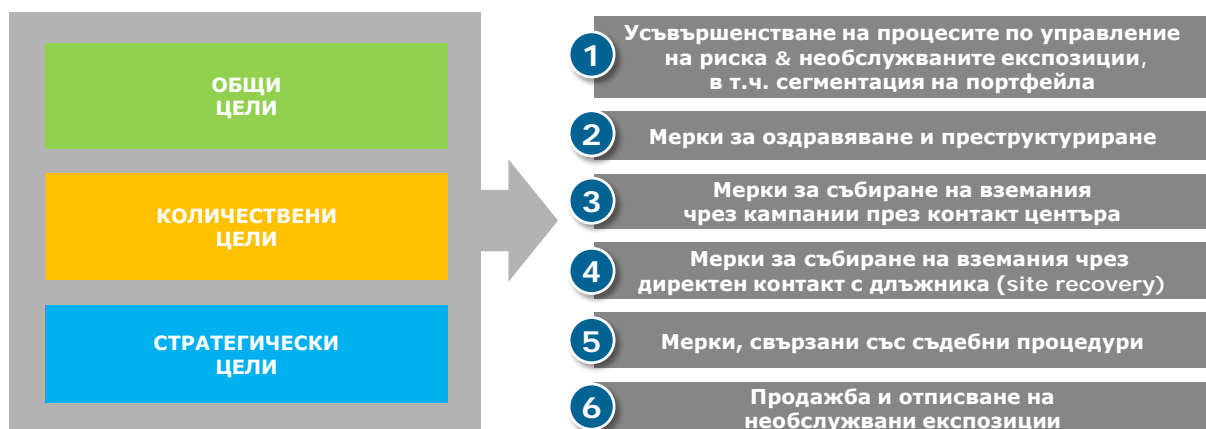 ОБЩИ
ЦЕЛИ
КОЛИЧЕСТВЕНИ
ЦЕЛИ
СТРАТЕГИЧЕСКИ
ЦЕЛИ
1
Усъвършенстване на процесите по управление
на риска & необслужваните експозиции,
в т.ч. сегментация на портфейла
2
Мерки за оздравяване и преструктуриране
3
Мерки за събиране на вземания
чрез кампании през контакт центъра
4
Мерки за събиране на вземания чрез
директен контакт с длъжника (site recovery)
5
Мерки, свързани със съдебни процедури
6
Продажба и отписване на
необслужвани експозиции